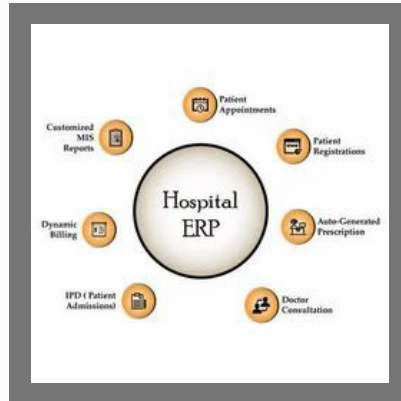 Patient
Appointments
Customized
MIS
Reports
Patient
Registrations
Hospital
ERP
Dynamic
Billing
Auto-Generated
Prescription
IPD ( Patient
Admissions)
Doctor
Consultation